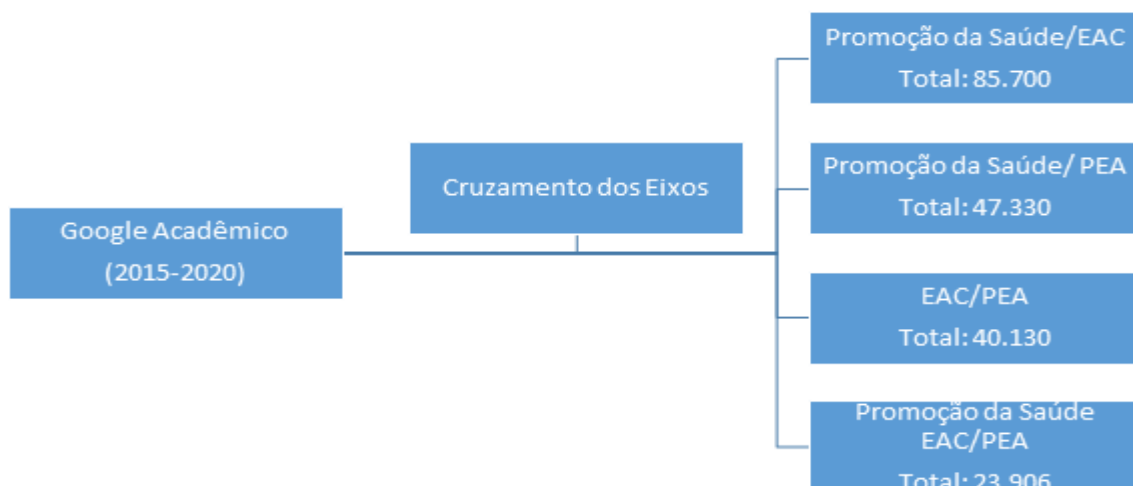 Google Acadêmico
(2015-2020)
Cruzamento dos Eixos
Promoção da Saúde/EAC
Total: 85.700
Promoção da Saúde/ PEA
Total: 47.330
EAC/PEA
Total: 40.130
Promoção da Saúde
EAC/PEA
Total: 23.906